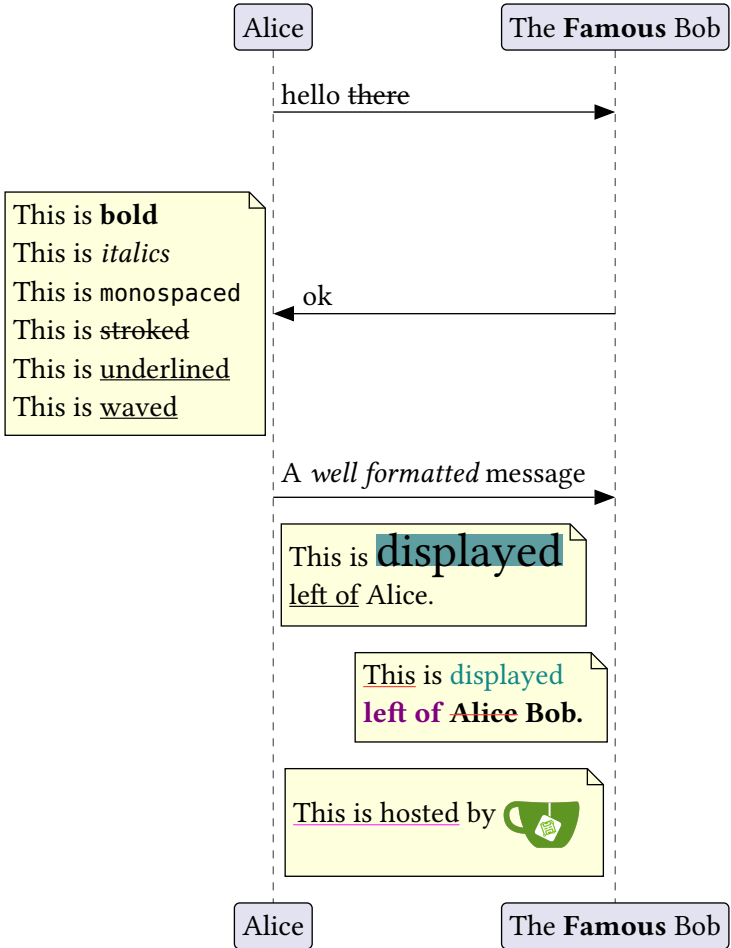 Alice
The Famous Bob
hello there
This is bold
This is italics
This is monospaced
This is stroked
This is underlined
This is waved
ok
A well formatted message
This is displayed
left of Alice.
This is displayed
left of Alice Bob.
This is hosted by
Alice
The Famous Bob